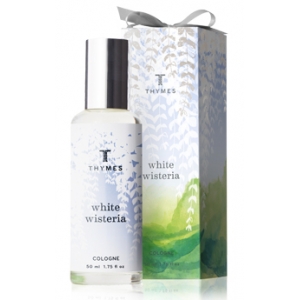 T
THYMES
white
wisteria
COLOGNE
50 ml 1.75 fl oz
T
THYMES
white
wisteria